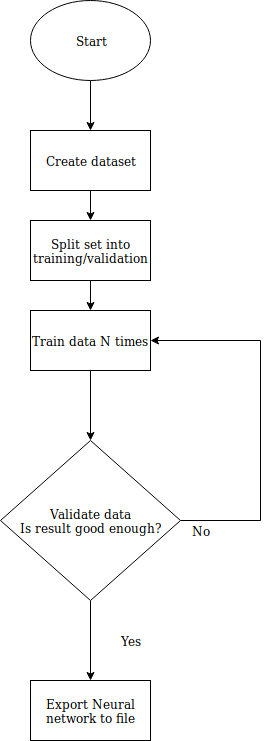 Start
Create dataset
Split set into
training/validation
Train data N times
Validate data
Is result good enough?
No
Yes
Export Neural
network to file